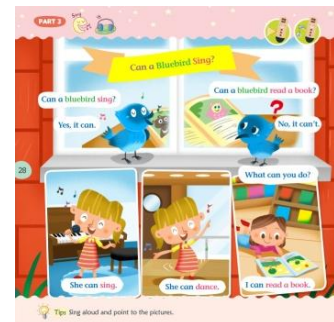 PART 3
Can a Bluebird Sing?
Can a bluebird sing?
Can a bluebird read a book?
Yes, it can.
?
No, it can't.
28
What can you do?
She can sing.
She can dance.
I can read a book.
Tip: Sing aloud and point to the pictures.